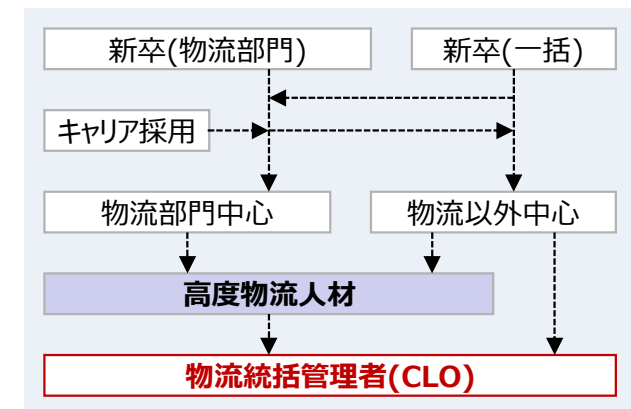 新卒(物流部門)
新卒(一括)
キャリア採用
物流部門中心
物流以外中心
高度物流人材
物流統括管理者(CLO)